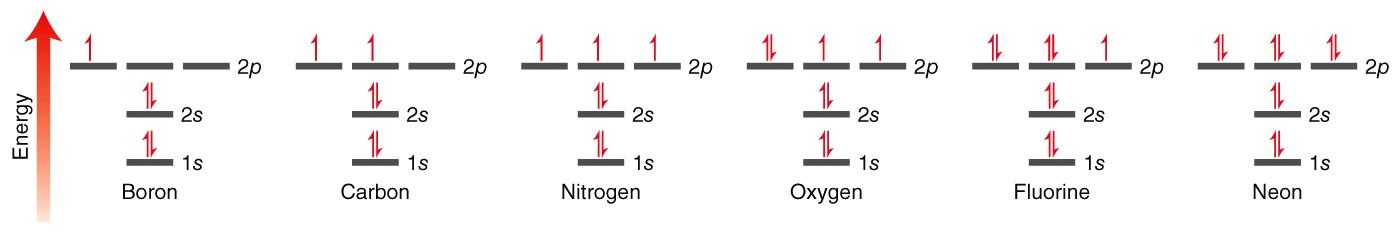 Energy
2p 2p 2p 2p 2p 2p
2s 2s 2s 2s 2s 2s
1s 1s 1s 1s 1s 1s
Boron Carbon Nitrogen Oxygen Fluorine Neon